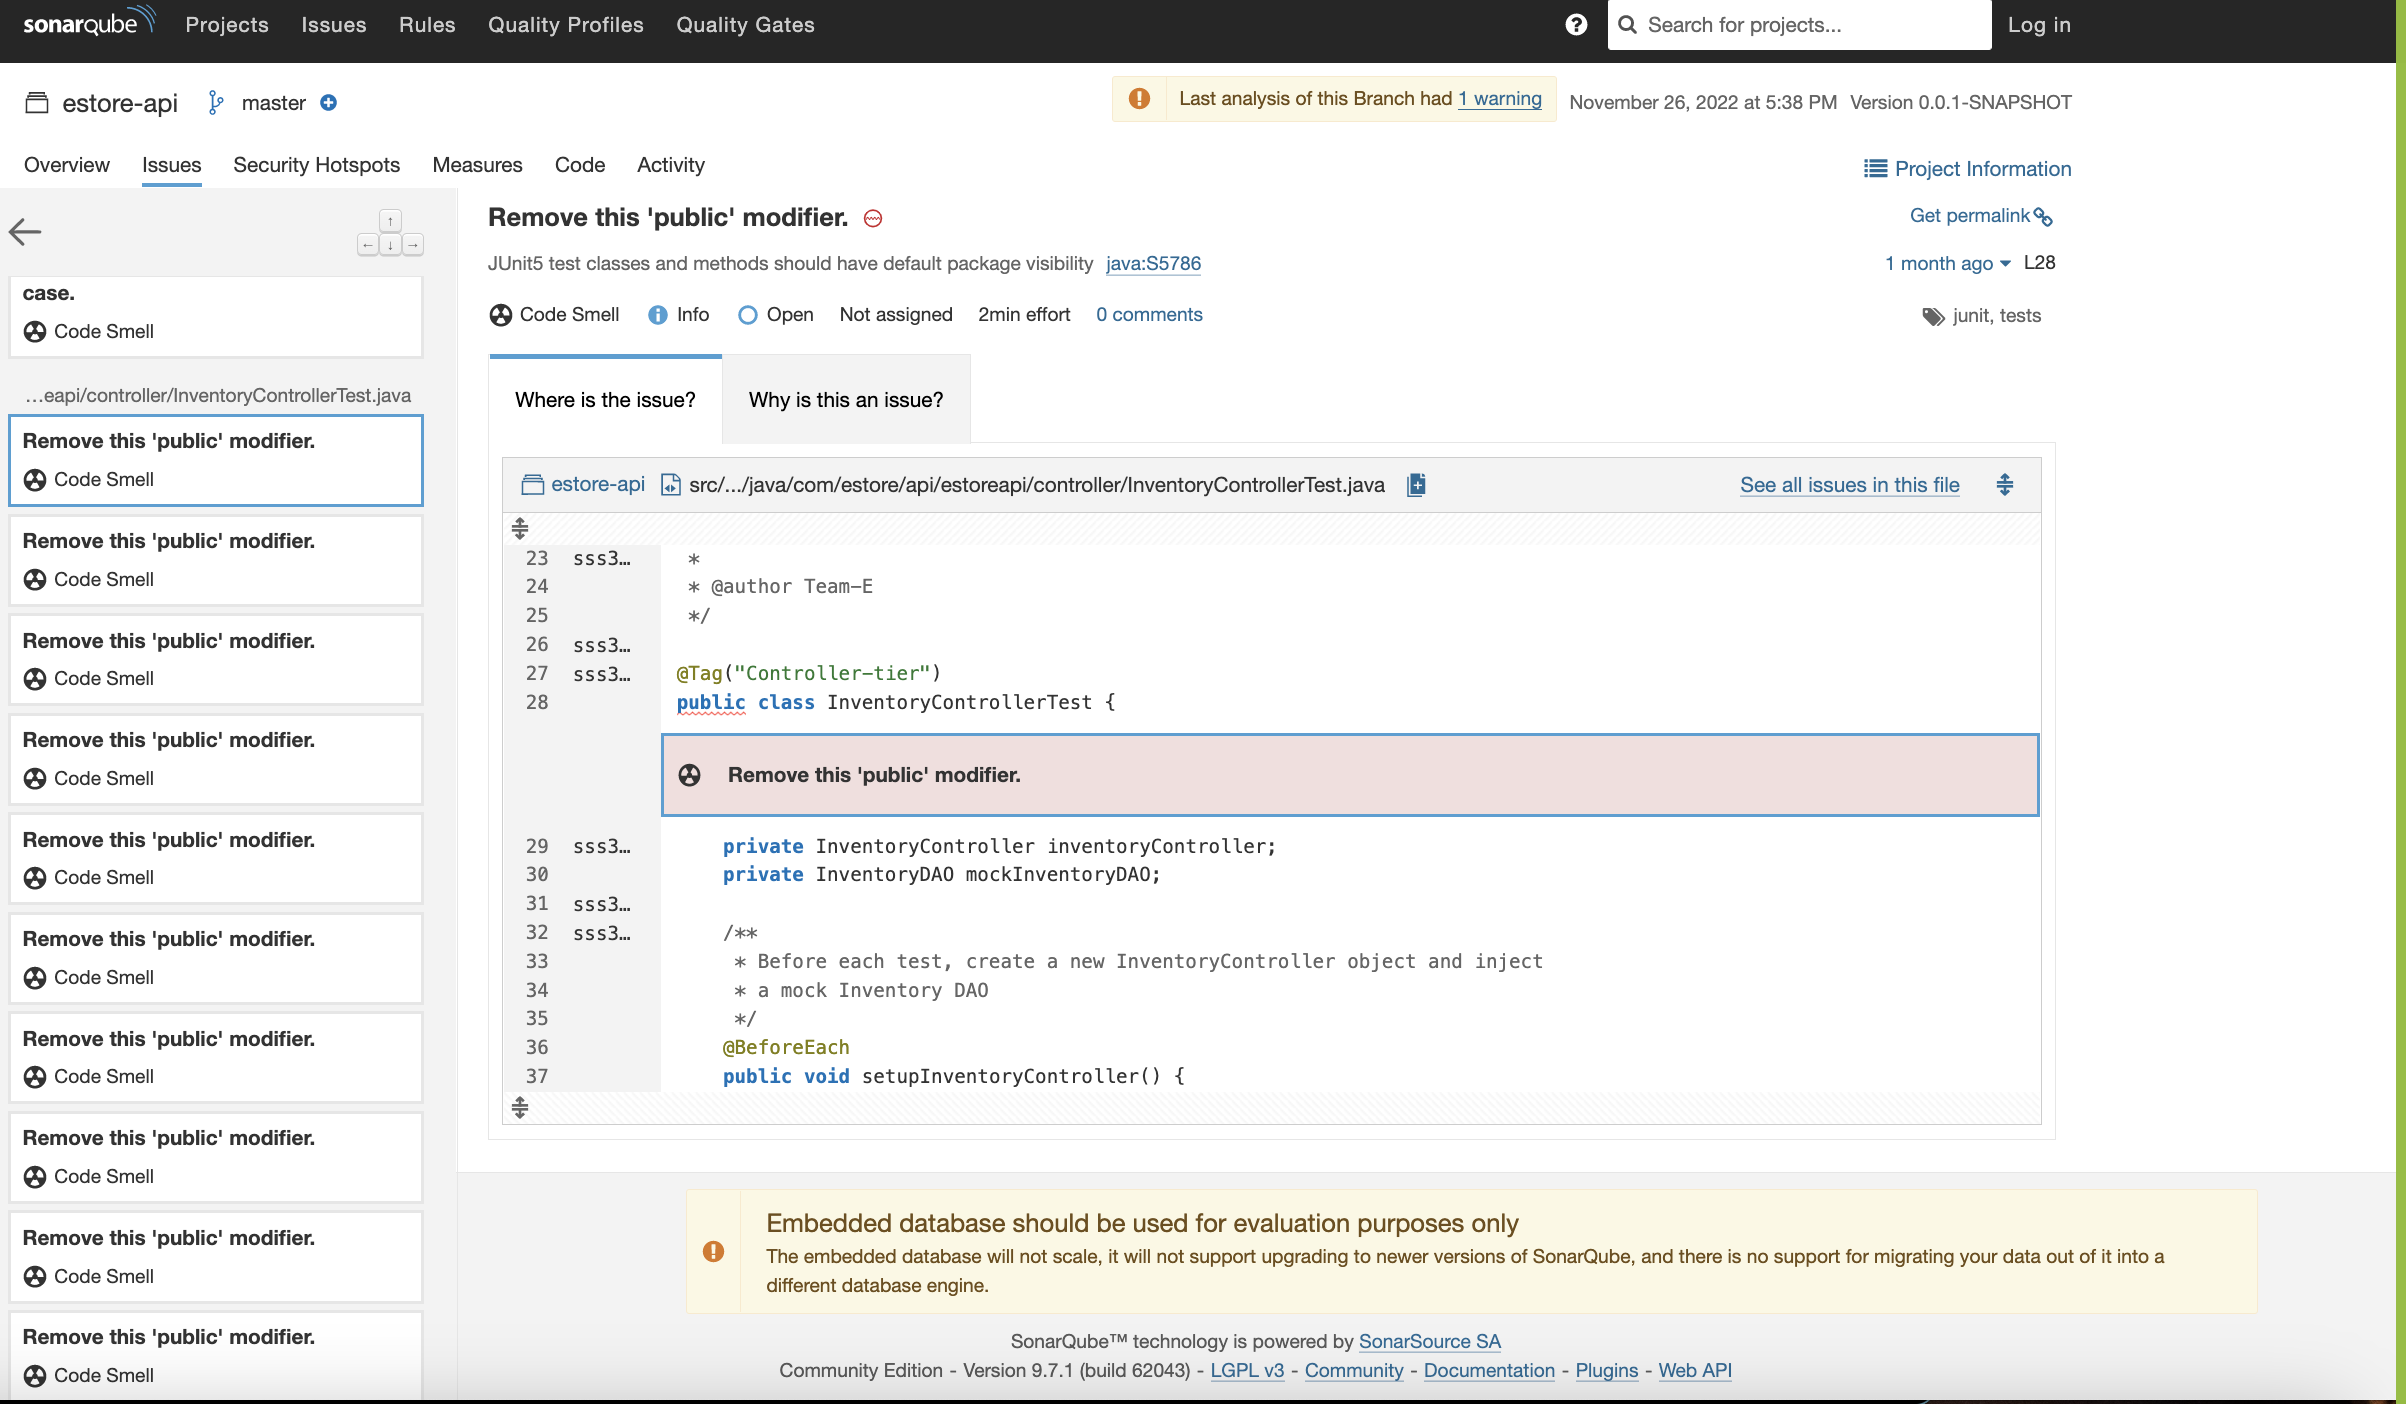 sonarqube Projects Issues Rules Quality Profiles Quality Gates Search for projects... Log in
estore-api master Last analysis of this Branch had 1 warning November 26, 2022 at 5:38 PM Version 0.0.1-SNAPSHOT
Overview Issues Security Hotspots Measures Code Activity Project Information
case.
Code Smell
...eapi/controller/InventoryControllerTest.java
Remove this 'public' modifier.
Code Smell
Remove this 'public' modifier.
Code Smell
Remove this 'public' modifier.
Code Smell
Remove this 'public' modifier.
Code Smell
Remove this 'public' modifier.
Code Smell
Remove this 'public' modifier.
Code Smell
Remove this 'public' modifier.
Code Smell
Remove this 'public' modifier.
Code Smell
Remove this 'public' modifier.
Code Smell
Remove this 'public' modifier.
Code Smell
Remove this 'public' modifier. Get permalink
JUnit5 test classes and methods should have default package visibility java:S5786 1 month ago L28
Code Smell Info Open Not assigned 2min effort 0 comments junit, tests
Where is the issue? Why is this an issue?
estore-api src/.../java/com/estore/api/estoreapi/controller/InventoryControllerTest.java See all issues in this file
23 sss3… *
24 * @author Team-E
25 */
26 sss3…
27 sss3… @Tag("Controller-tier")
28 public class InventoryControllerTest {
Remove this 'public' modifier.
29 sss3… private InventoryController inventoryController;
30 private InventoryDAO mockInventoryDAO;
31 sss3…
32 sss3… /**
33 * Before each test, create a new InventoryController object and inject
34 * a mock Inventory DAO
35 */
36 @BeforeEach
37 public void setupInventoryController() {
Embedded database should be used for evaluation purposes only
The embedded database will not scale, it will not support upgrading to newer versions of SonarQube, and there is no support for migrating your data out of it into a
different database engine.
SonarQube™ technology is powered by SonarSource SA
Community Edition - Version 9.7.1 (build 62043) - LGPL v3 - Community - Documentation - Plugins - Web API